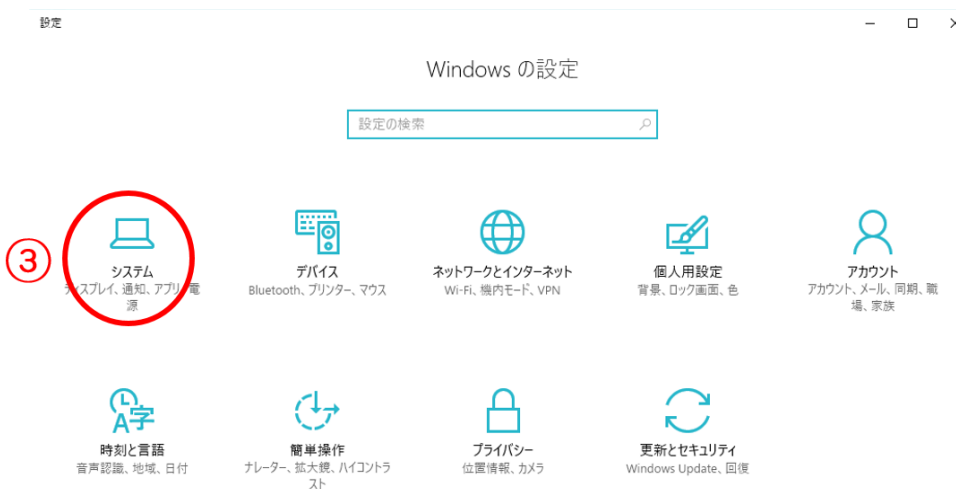 設定
Windows の設定
設定の検索
③
システム
ディスプレイ、通知、アプリ、電
源
デバイス
Bluetooth、プリンター、マウス
ネットワークとインターネット
Wi-Fi、機内モード、VPN
個人用設定
背景、ロック画面、色
アカウント
アカウント、メール、同期、職
場、家族
時刻と言語
音声認識、地域、日付
簡単操作
ナレーター、拡大鏡、ハイコントラ
スト
プライバシー
位置情報、カメラ
更新とセキュリティ
Windows Update、回復